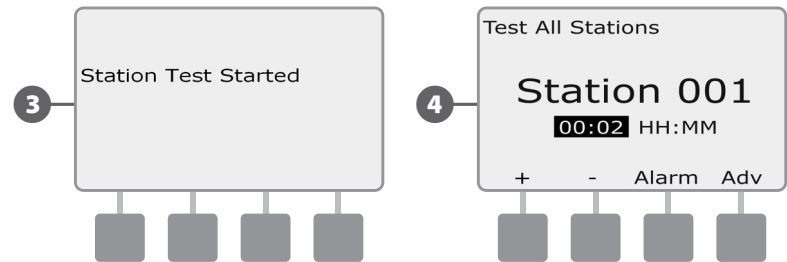 3
Station Test Started
4
Test All Stations
Station 001
00:02 HH:MM
+ - Alarm Adv